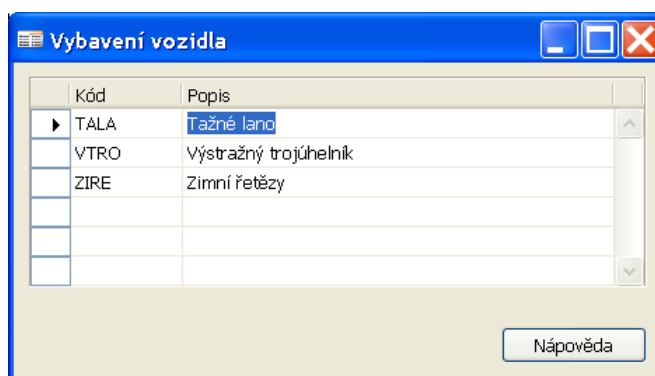 Vybavení vozidla
Kód Popis
TALA Tažné lano
VTRO Výstražný trojúhelník
ZIRE Zimní řetězy
Nápověda